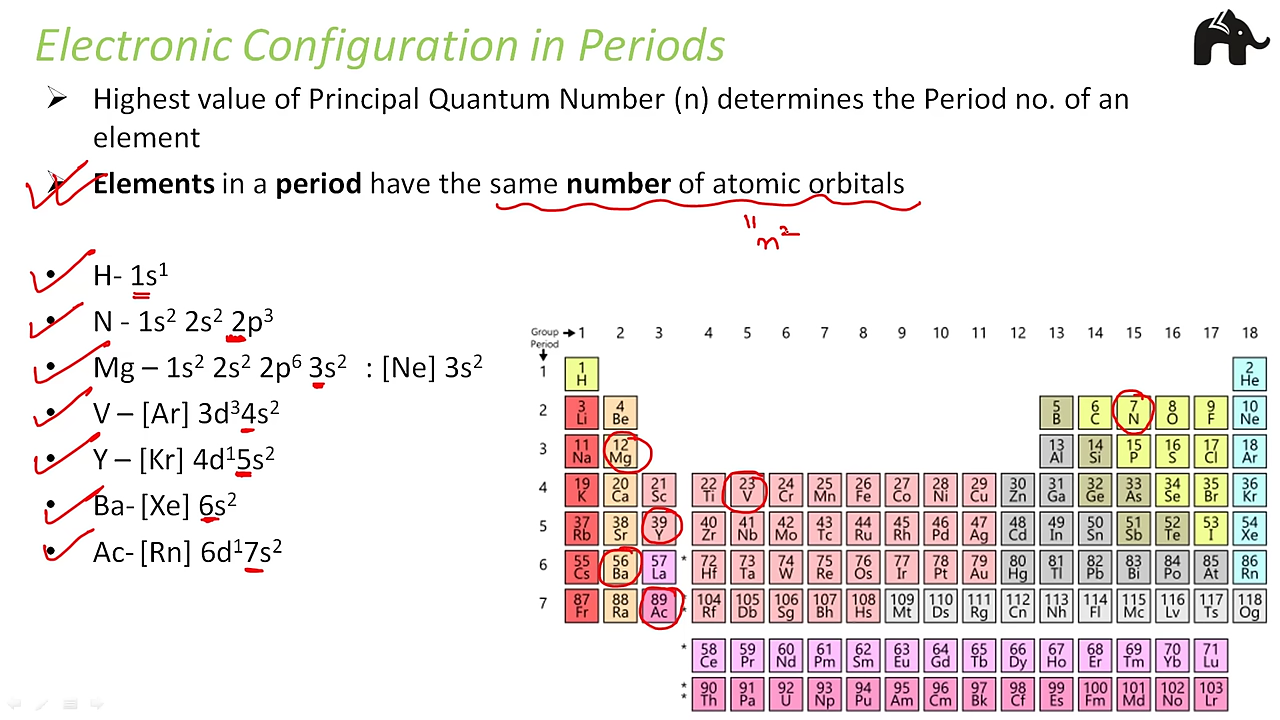 Electronic Configuration in Periods
➢ Highest value of Principal Quantum Number (n) determines the Period no. of an
element
➢ Elements in a period have the same number of atomic orbitals
"n²
• H- 1s¹
• N - 1s² 2s² 2p³
• Mg – 1s² 2s² 2p⁶ 3s² : [Ne] 3s²
• V – [Ar] 3d³4s²
• Y – [Kr] 4d¹5s²
• Ba- [Xe] 6s²
• Ac- [Rn] 6d¹7s²
Group → 1 2 3 4 5 6 7 8 9 10 11 12 13 14 15 16 17 18
Period
1 1 2
H He
2 3 4 5 6 7 8 9 10
Li Be B C N O F Ne
3 11 12 13 14 15 16 17 18
Na Mg Al Si P S Cl Ar
4 19 20 21 22 23 24 25 26 27 28 29 30 31 32 33 34 35 36
K Ca Sc Ti V Cr Mn Fe Co Ni Cu Zn Ga Ge As Se Br Kr
5 37 38 39 40 41 42 43 44 45 46 47 48 49 50 51 52 53 54
Rb Sr Y Zr Nb Mo Tc Ru Rh Pd Ag Cd In Sn Sb Te I Xe
6 55 56 57 * 72 73 74 75 76 77 78 79 80 81 82 83 84 85 86
Cs Ba La Hf Ta W Re Os Ir Pt Au Hg Tl Pb Bi Po At Rn
7 87 88 89 * 104 105 106 107 108 109 110 111 112 113 114 115 116 117 118
Fr Ra Ac * Rf Db Sg Bh Hs Mt Ds Rg Cn Nh Fl Mc Lv Ts Og
* 58 59 60 61 62 63 64 65 66 67 68 69 70 71
Ce Pr Nd Pm Sm Eu Gd Tb Dy Ho Er Tm Yb Lu
* 90 91 92 93 94 95 96 97 98 99 100 101 102 103
* Th Pa U Np Pu Am Cm Bk Cf Es Fm Md No Lr